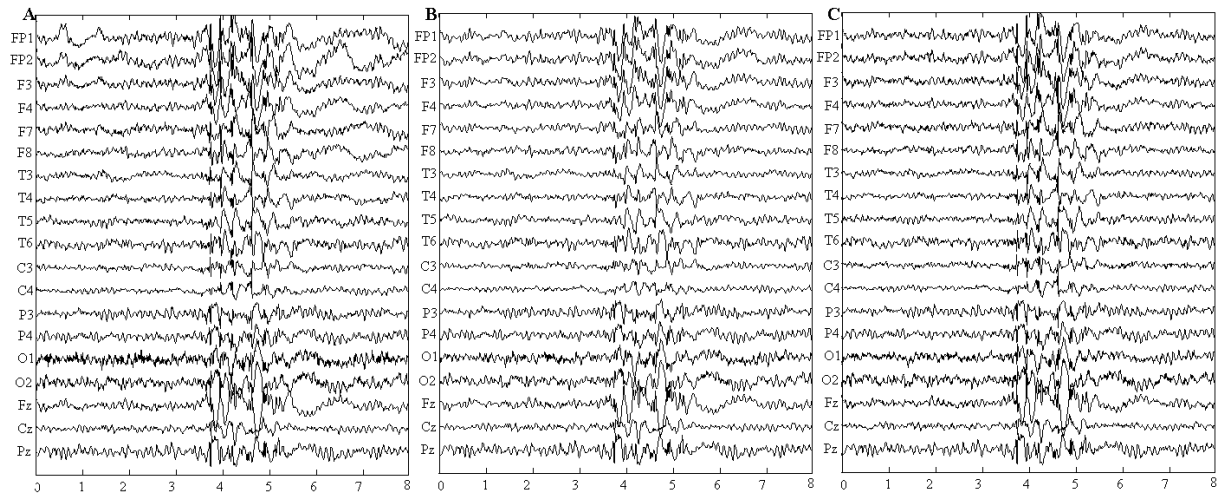 A
B
C
FP1
FP2
F3
F4
F7
F8
T3
T4
T5
T6
C3
C4
P3
P4
O1
O2
Fz
Cz
Pz
0 1 2 3 4 5 6 7 8
FP1
FP2
F3
F4
F7
F8
T3
T4
T5
T6
C3
C4
P3
P4
O1
O2
Fz
Cz
Pz
0 1 2 3 4 5 6 7 8
FP1
FP2
F3
F4
F7
F8
T3
T4
T5
T6
C3
C4
P3
P4
O1
O2
Fz
Cz
Pz
0 1 2 3 4 5 6 7 8